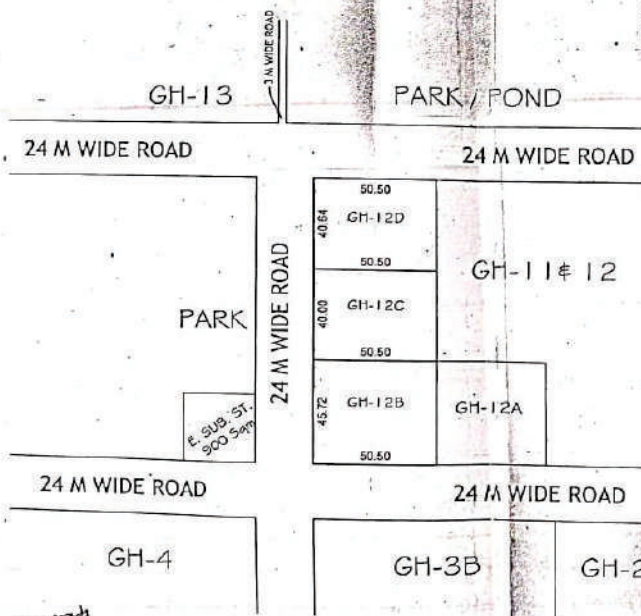 3 M WIDE ROAD
GH-13
PARK / POND
24 M WIDE ROAD
24 M WIDE ROAD
50.50
40.64
GH-12D
50.50
GH-11 & 12
24 M WIDE ROAD
PARK
40.00
GH-12C
50.50
45.72
GH-12B
GH-12A
E. SUB. ST.
900 Sqm
50.50
24 M WIDE ROAD
24 M WIDE ROAD
GH-4
GH-3B
GH-2